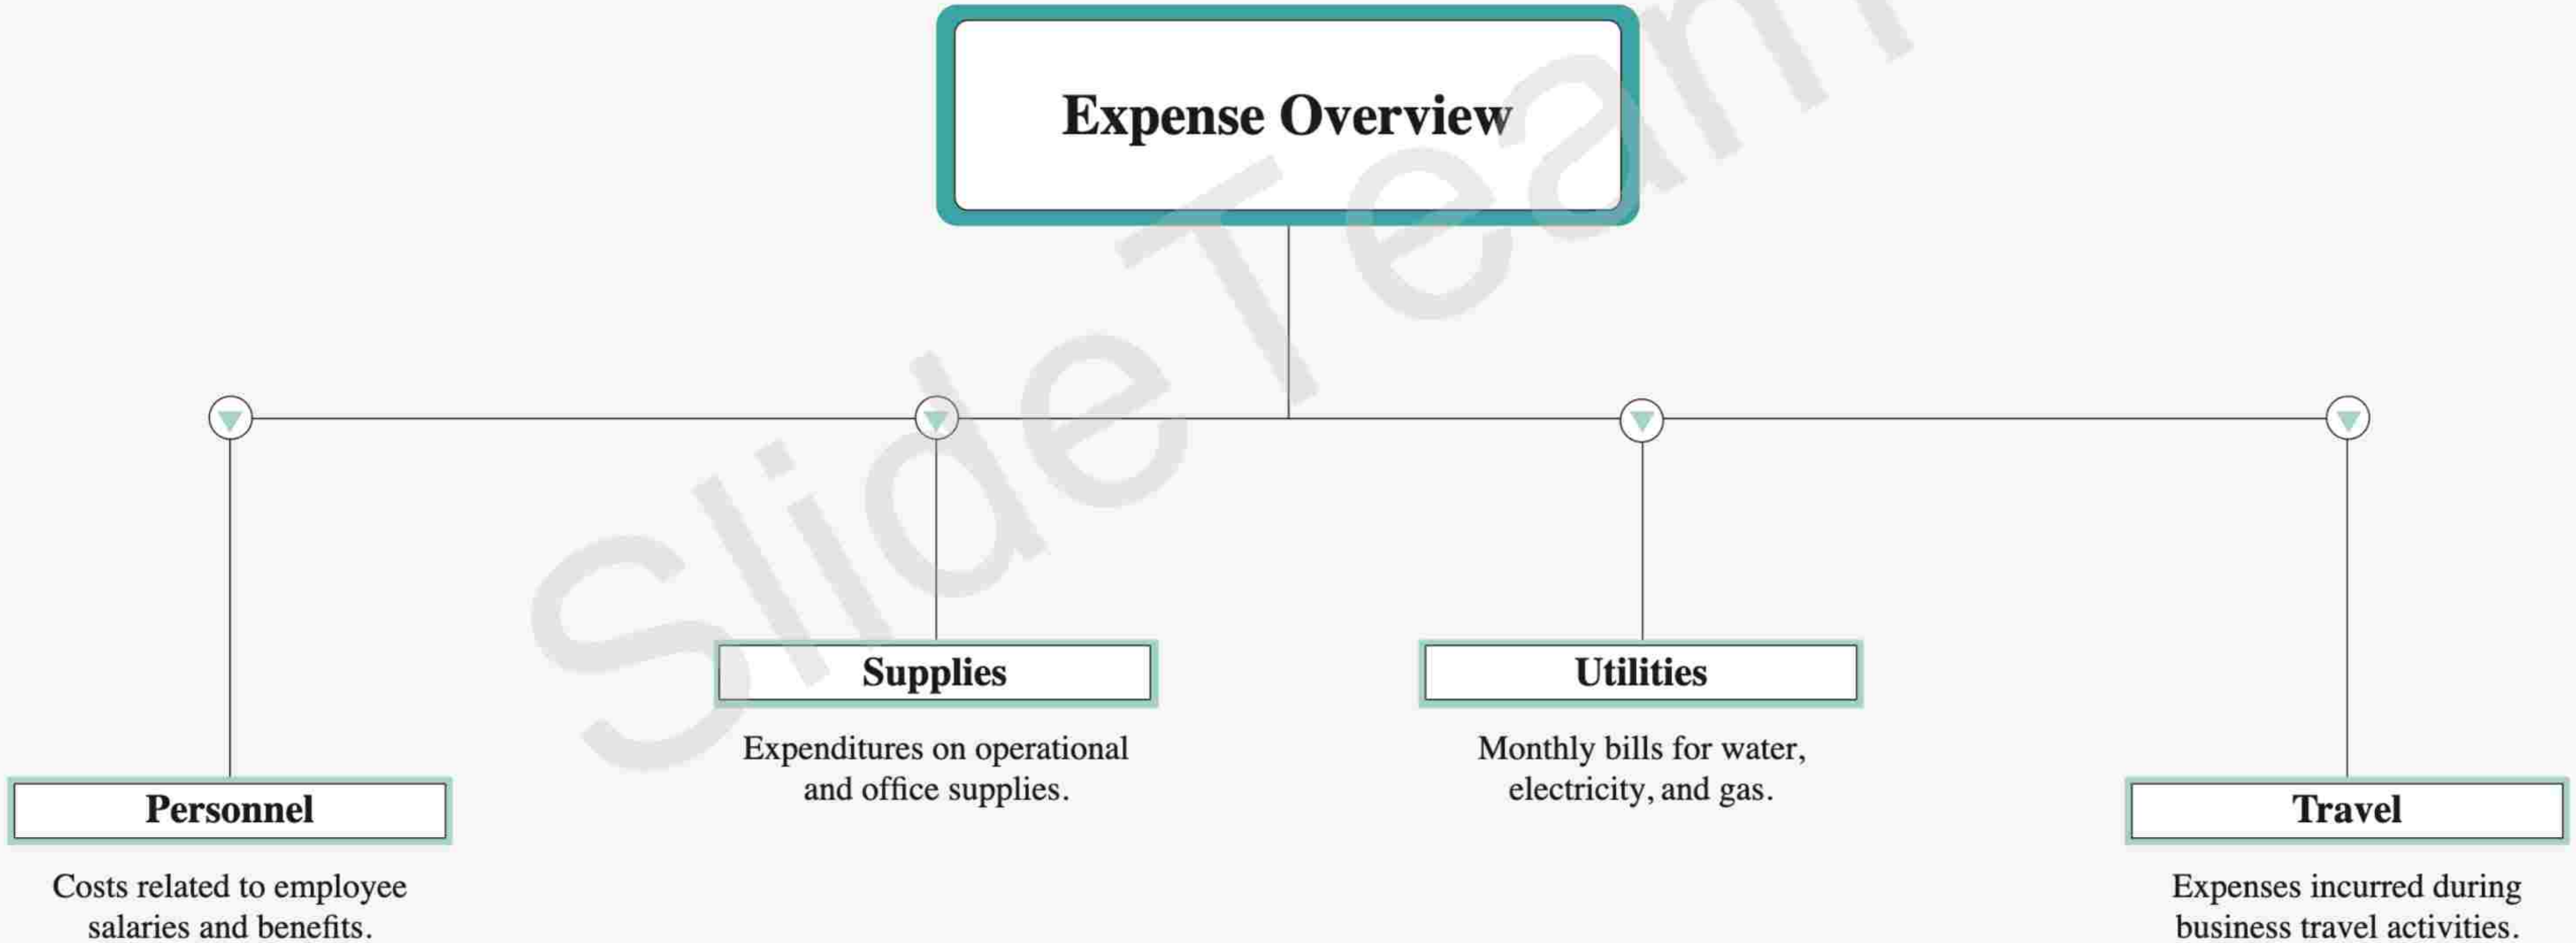 Expense Overview
Personnel
Costs related to employee
salaries and benefits.
Supplies
Expenditures on operational
and office supplies.
Utilities
Monthly bills for water,
electricity, and gas.
Travel
Expenses incurred during
business travel activities.
SlideTeam